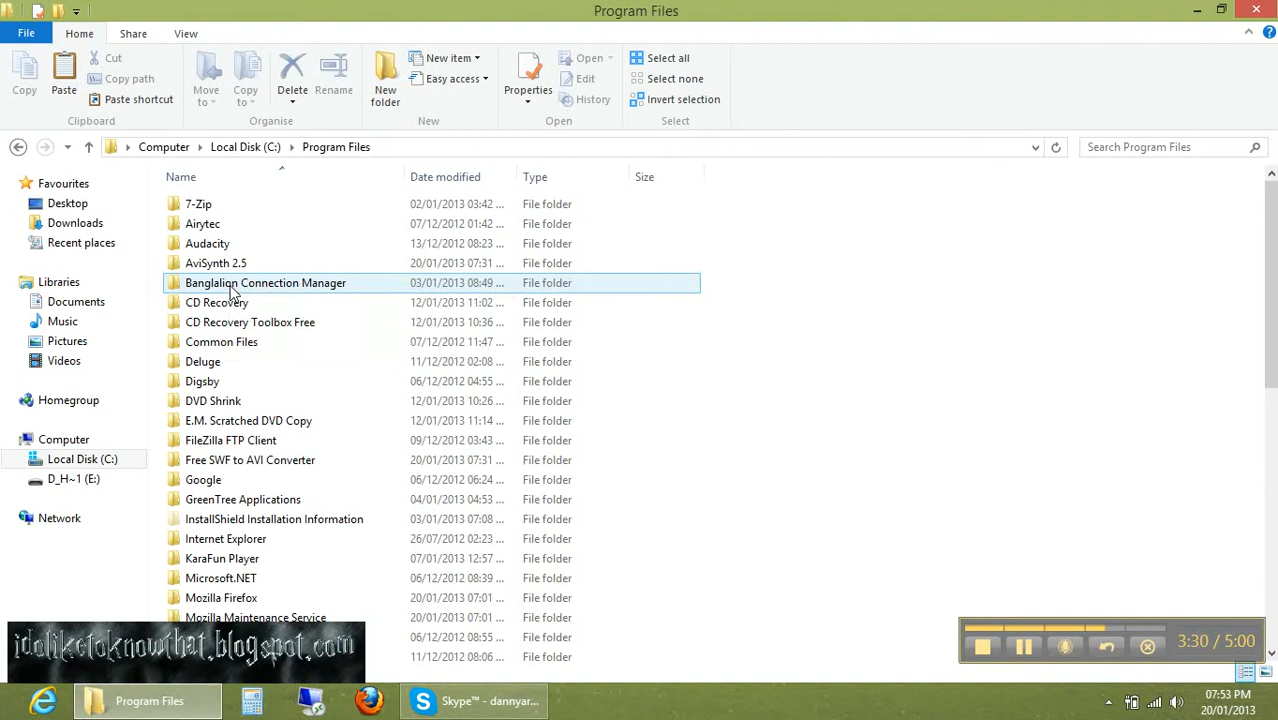 Program Files
File Home Share View
Copy
Paste
Cut
Copy path
Paste shortcut
Clipboard
Move to
Copy to
Delete
Rename
Organise
New folder
New item
Easy access
New
Properties
Open
Edit
History
Open
Select all
Select none
Invert selection
Select
Computer Local Disk (C:) Program Files
Search Program Files
Name Date modified Type Size
Favourites
Desktop
Downloads
Recent places
Libraries
Documents
Music
Pictures
Videos
Homegroup
Computer
Local Disk (C:)
D_H~1 (E:)
Network
7-Zip 02/01/2013 03:42 ... File folder
Airytec 07/12/2012 01:42 ... File folder
Audacity 13/12/2012 08:23 ... File folder
AviSynth 2.5 20/01/2013 07:31 ... File folder
Banglalion Connection Manager 03/01/2013 08:49 ... File folder
CD Recovery 12/01/2013 11:02 ... File folder
CD Recovery Toolbox Free 12/01/2013 10:36 ... File folder
Common Files 07/12/2012 11:47 ... File folder
Deluge 11/12/2012 02:08 ... File folder
Digsby 06/12/2012 04:55 ... File folder
DVD Shrink 12/01/2013 10:26 ... File folder
E.M. Scratched DVD Copy 12/01/2013 11:14 ... File folder
FileZilla FTP Client 09/12/2012 03:43 ... File folder
Free SWF to AVI Converter 20/01/2013 07:31 ... File folder
Google 06/12/2012 06:24 ... File folder
GreenTree Applications 04/01/2013 04:53 ... File folder
InstallShield Installation Information 03/01/2013 07:08 ... File folder
Internet Explorer 26/07/2012 02:23 ... File folder
KaraFun Player 07/01/2013 12:57 ... File folder
Microsoft.NET 06/12/2012 08:39 ... File folder
Mozilla Firefox 20/01/2013 07:01 ... File folder
Mozilla Maintenance Service 20/01/2013 07:01 ... File folder
06/12/2012 08:55 ... File folder
11/12/2012 08:06 ... File folder
idoliketoknowthat.blogspot.com
3:30 / 5:00
Program Files
Skype™ - dannyar...
07:53 PM
20/01/2013